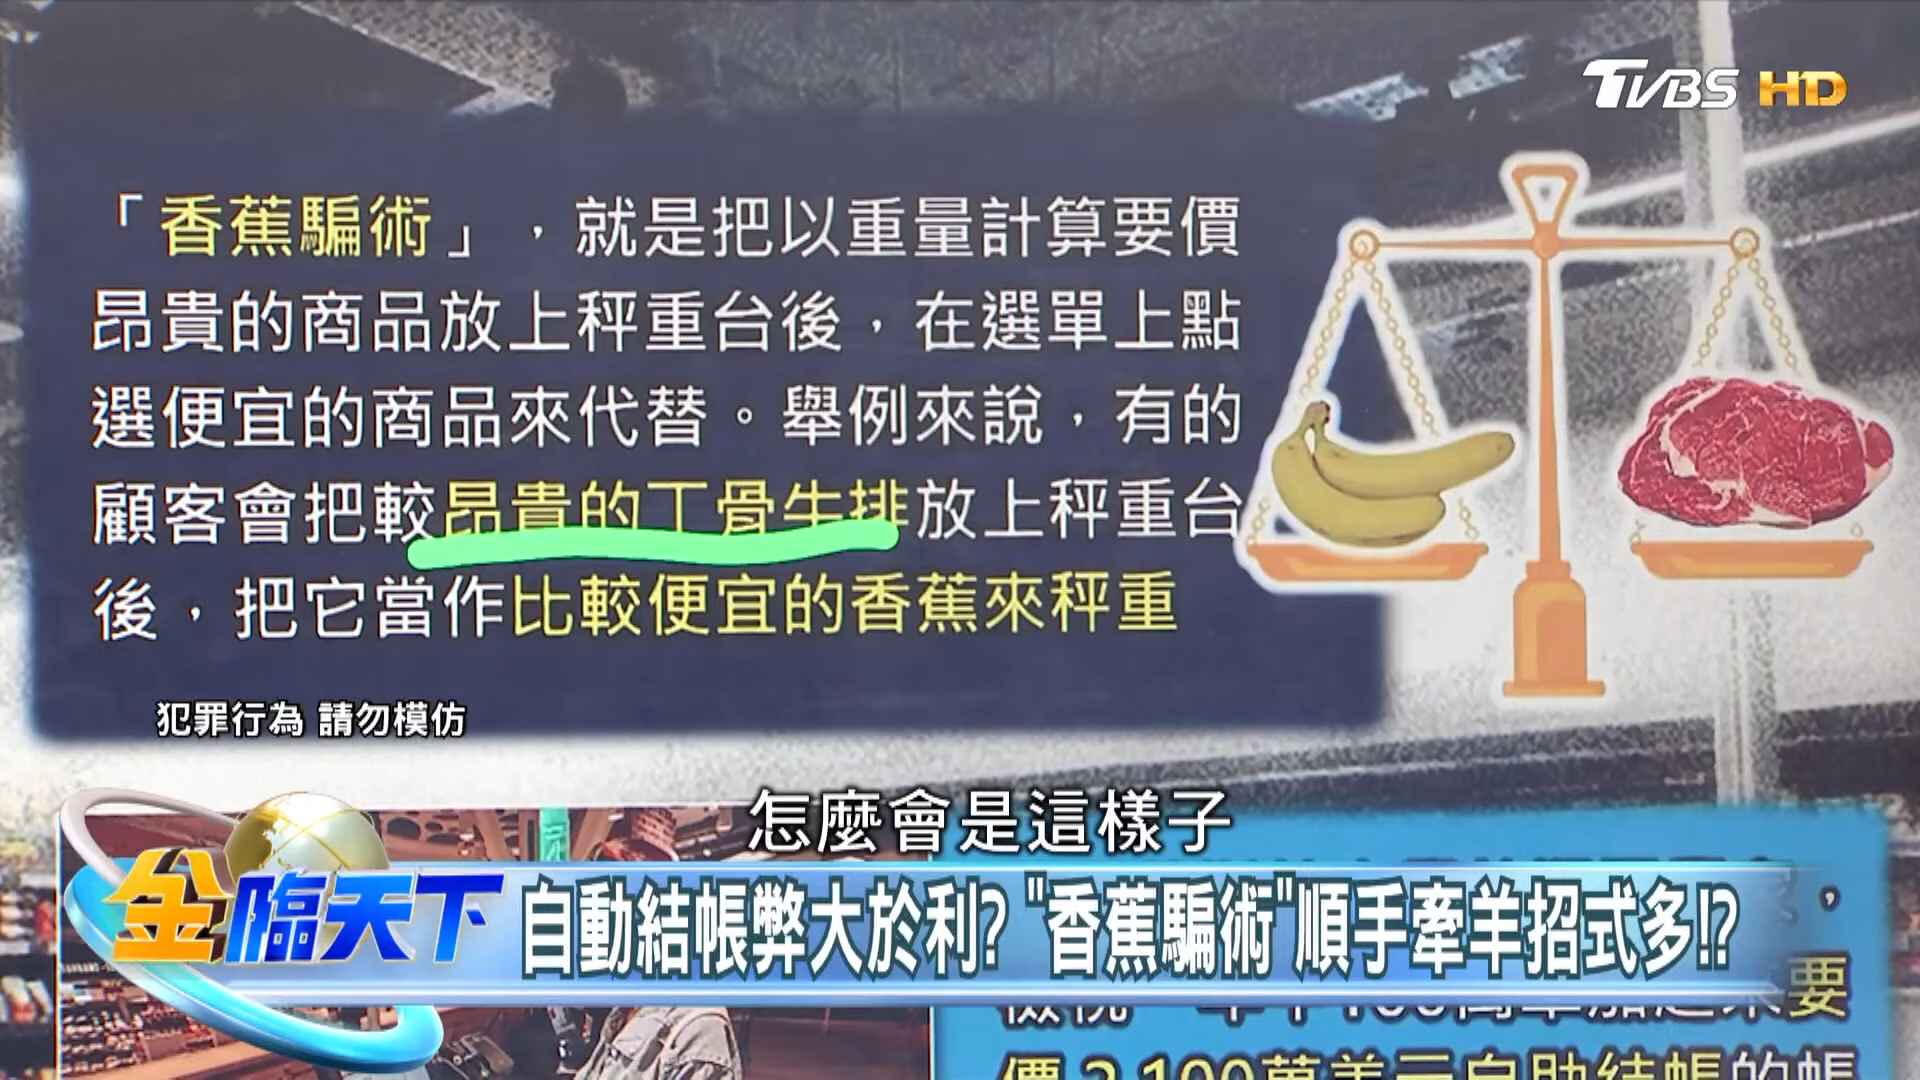 TVBS HD
「香蕉騙術」，就是把以重量計算要價
昂貴的商品放上秤重台後，在選單上點
選便宜的商品來代替。舉例來說，有的
顧客會把較昂貴的丁骨牛排放上秤重台
後，把它當作比較便宜的香蕉來秤重
犯罪行為 請勿模仿
怎麼會是這樣子
金臨天下
自動結帳弊大於利?"香蕉騙術"順手牽羊招式多!?
要